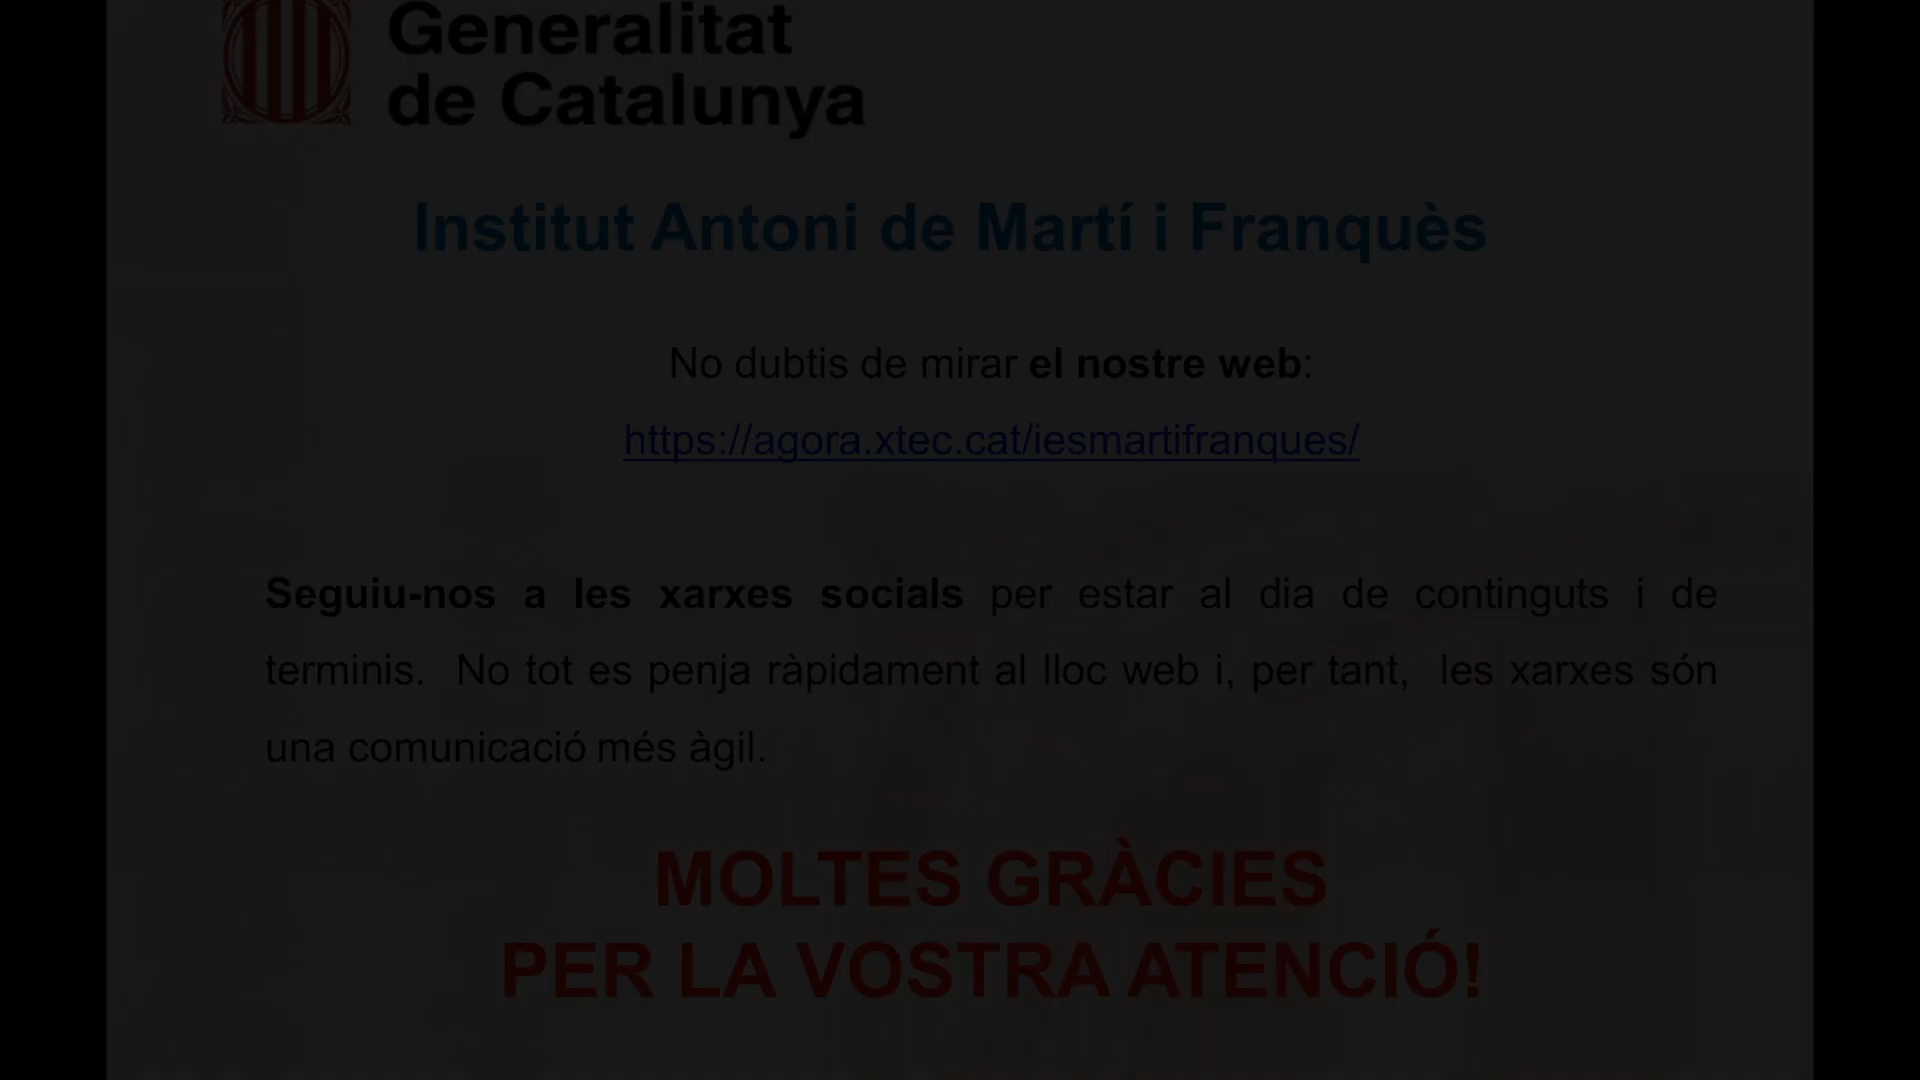 Generalitat
de Catalunya
Institut Antoni de Martí i Franquès
No dubtis de mirar el nostre web:
https://agora.xtec.cat/iesmartifranques/
Seguiu-nos a les xarxes socials per estar al dia de continguts i de
terminis. No tot es penja ràpidament al lloc web i, per tant, les xarxes són
una comunicació més àgil.
MOLTES GRÀCIES
PER LA VOSTRA ATENCIÓ!